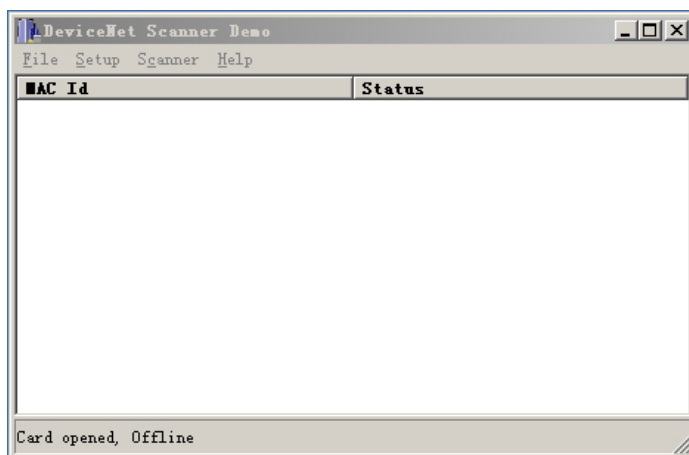 DeviceNet Scanner Demo
File Setup Scanner Help
MAC Id Status
Card opened, Offline